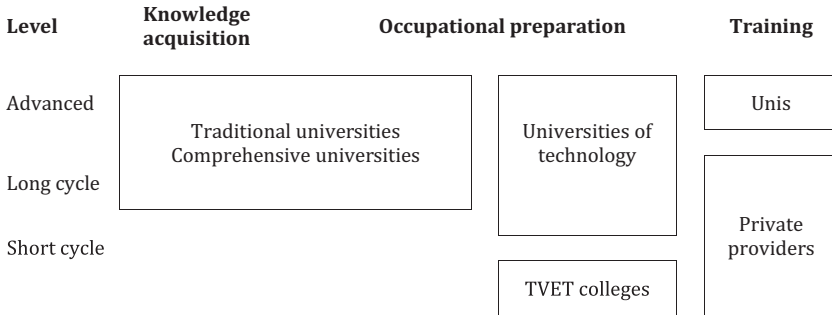 Level
Knowledge
acquisition
Occupational preparation
Training
Advanced
Traditional universities
Comprehensive universities
Universities of
technology
Unis
Long cycle
Short cycle
Private
providers
TVET colleges